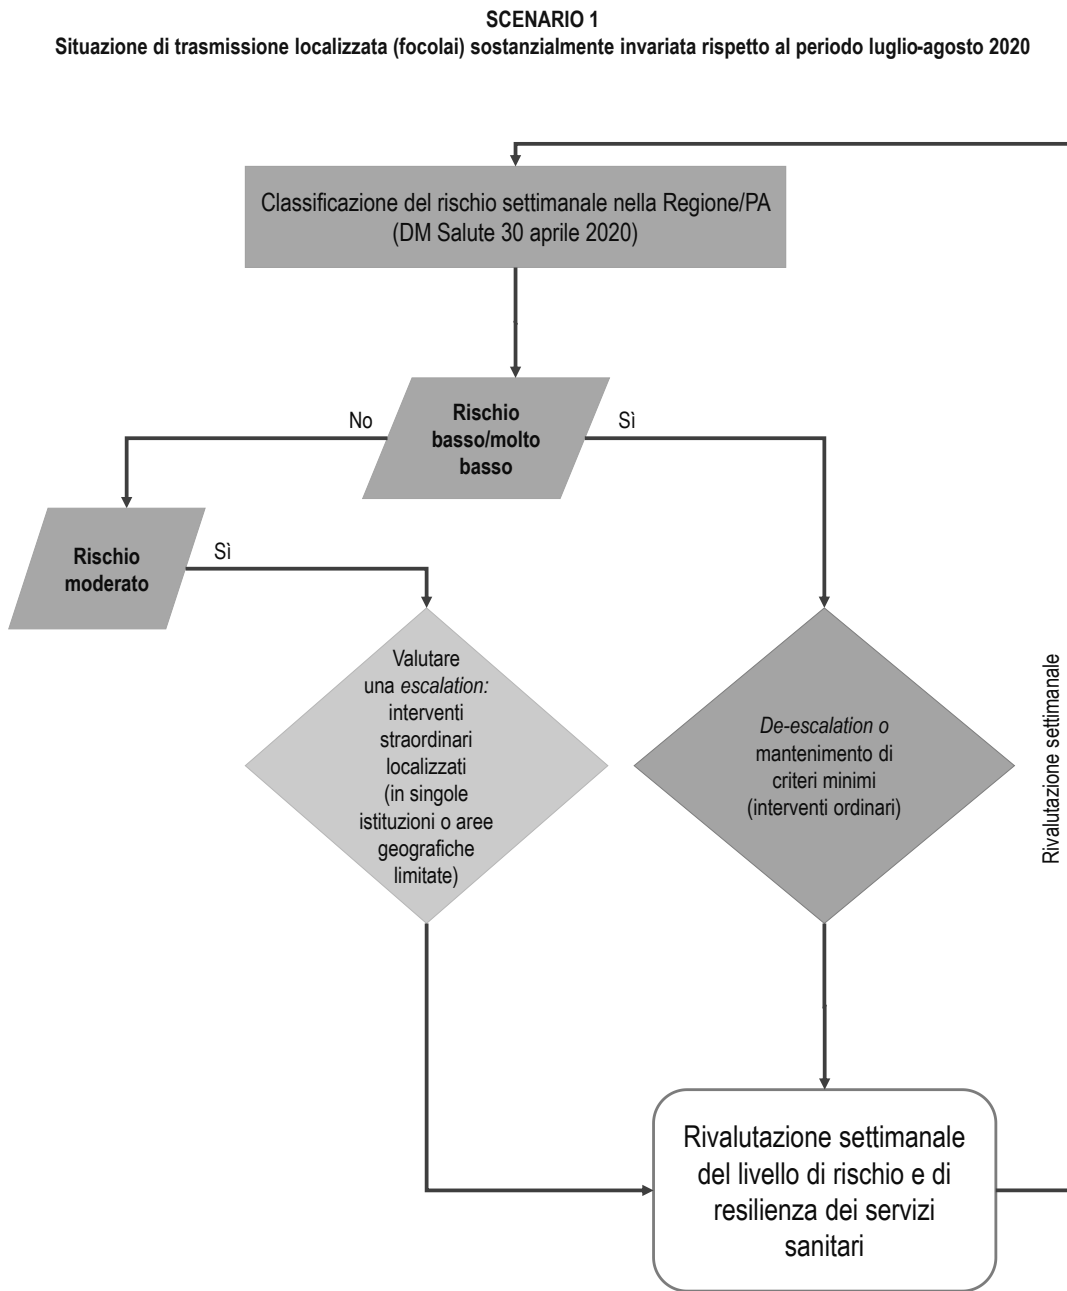 SCENARIO 1
Situazione di trasmissione localizzata (focolai) sostanzialmente invariata rispetto al periodo luglio-agosto 2020
Classificazione del rischio settimanale nella Regione/PA
(DM Salute 30 aprile 2020)
No
Rischio
basso/molto
basso
Sì
Rischio
moderato
Sì
Valutare
una escalation:
interventi
straordinari
localizzati
(in singole
istituzioni o aree
geografiche
limitate)
De-escalation o
mantenimento di
criteri minimi
(interventi ordinari)
Rivalutazione settimanale
Rivalutazione settimanale
del livello di rischio e di
resilienza dei servizi
sanitari